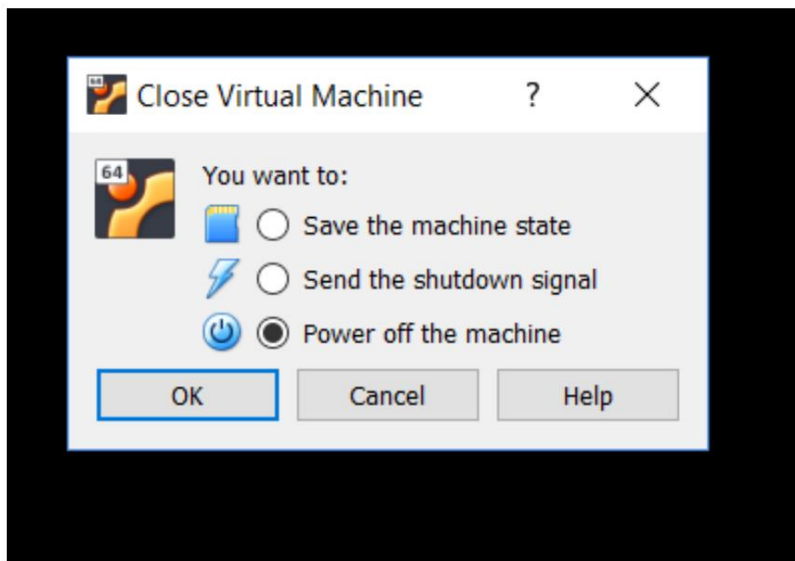 64
Close Virtual Machine ?
64
You want to:
Save the machine state
Send the shutdown signal
Power off the machine
OK Cancel Help